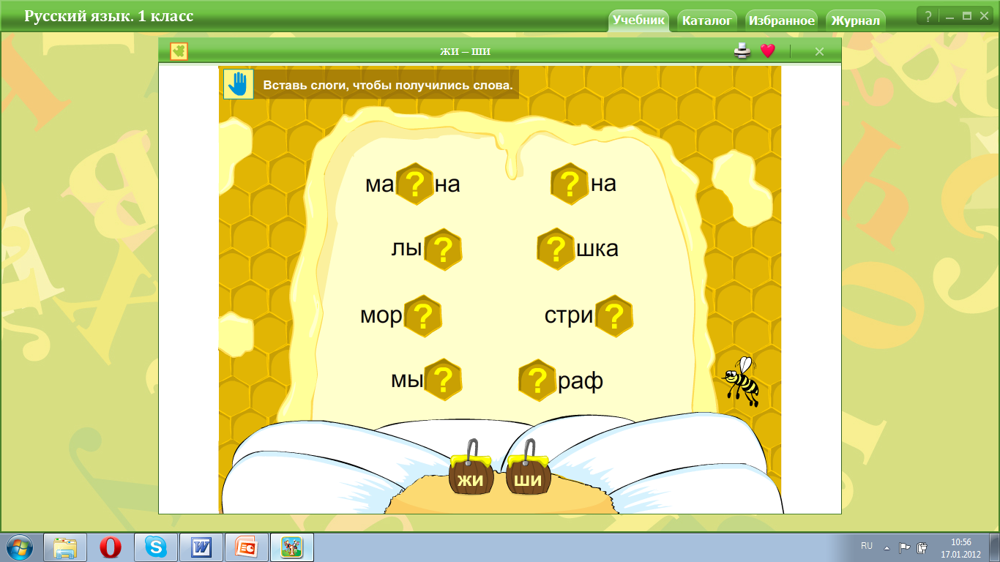 Русский язык. 1 класс
Учебник Каталог Избранное Журнал ?
жи – ши
Вставь слоги, чтобы получились слова.
ма?на ?на
лы? ?шка
мор? стри?
мы? ?раф
жи ши
RU 10:56
17.01.2012